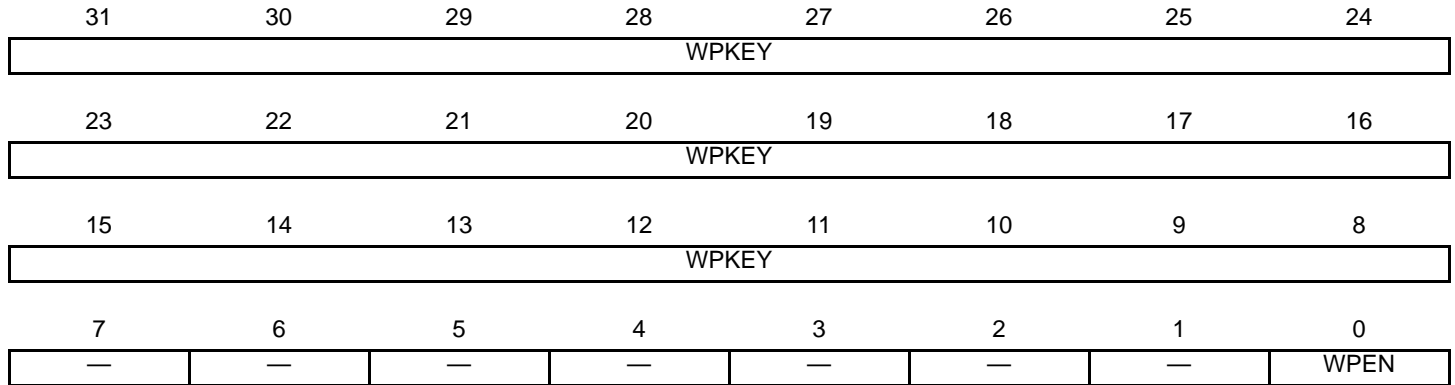 31 30 29 28 27 26 25 24
WPKEY
23 22 21 20 19 18 17 16
WPKEY
15 14 13 12 11 10 9 8
WPKEY
7 6 5 4 3 2 1 0
— — — — — — — WPEN